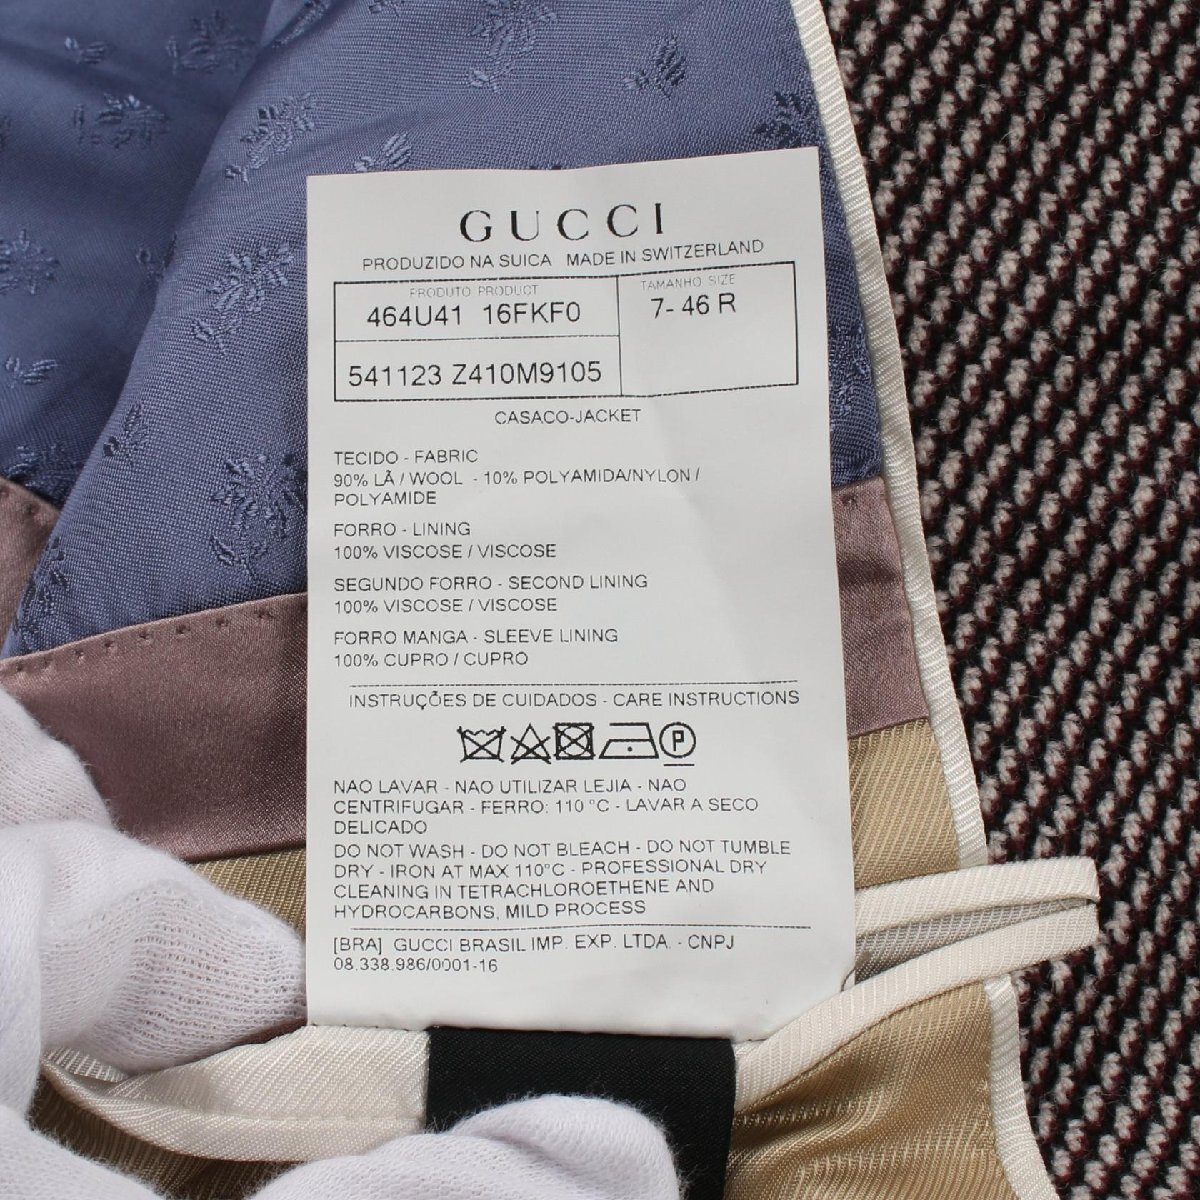 GUCCI
PRODUZIDO NA SUICA MADE IN SWITZERLAND
PRODUTO PRODUCT
TAMANHO SIZE
464U41 16FKF0
7- 46 R
541123 Z410M9105
CASACO-JACKET
TECIDO - FABRIC
90% LÃ / WOOL - 10% POLYAMIDA/NYLON /
POLYAMIDE
FORRO - LINING
100% VISCOSE / VISCOSE
SEGUNDO FORRO - SECOND LINING
100% VISCOSE / VISCOSE
FORRO MANGA - SLEEVE LINING
100% CUPRO / CUPRO
INSTRUÇÕES DE CUIDADOS - CARE INSTRUCTIONS
P
NAO LAVAR - NAO UTILIZAR LEJIA - NAO
CENTRIFUGAR - FERRO: 110 °C - LAVAR A SECO
DELICADO
DO NOT WASH - DO NOT BLEACH - DO NOT TUMBLE
DRY - IRON AT MAX 110°C - PROFESSIONAL DRY
CLEANING IN TETRACHLOROETHENE AND
HYDROCARBONS, MILD PROCESS
[BRA] GUCCI BRASIL IMP. EXP. LTDA. - CNPJ
08.338.986/0001-16